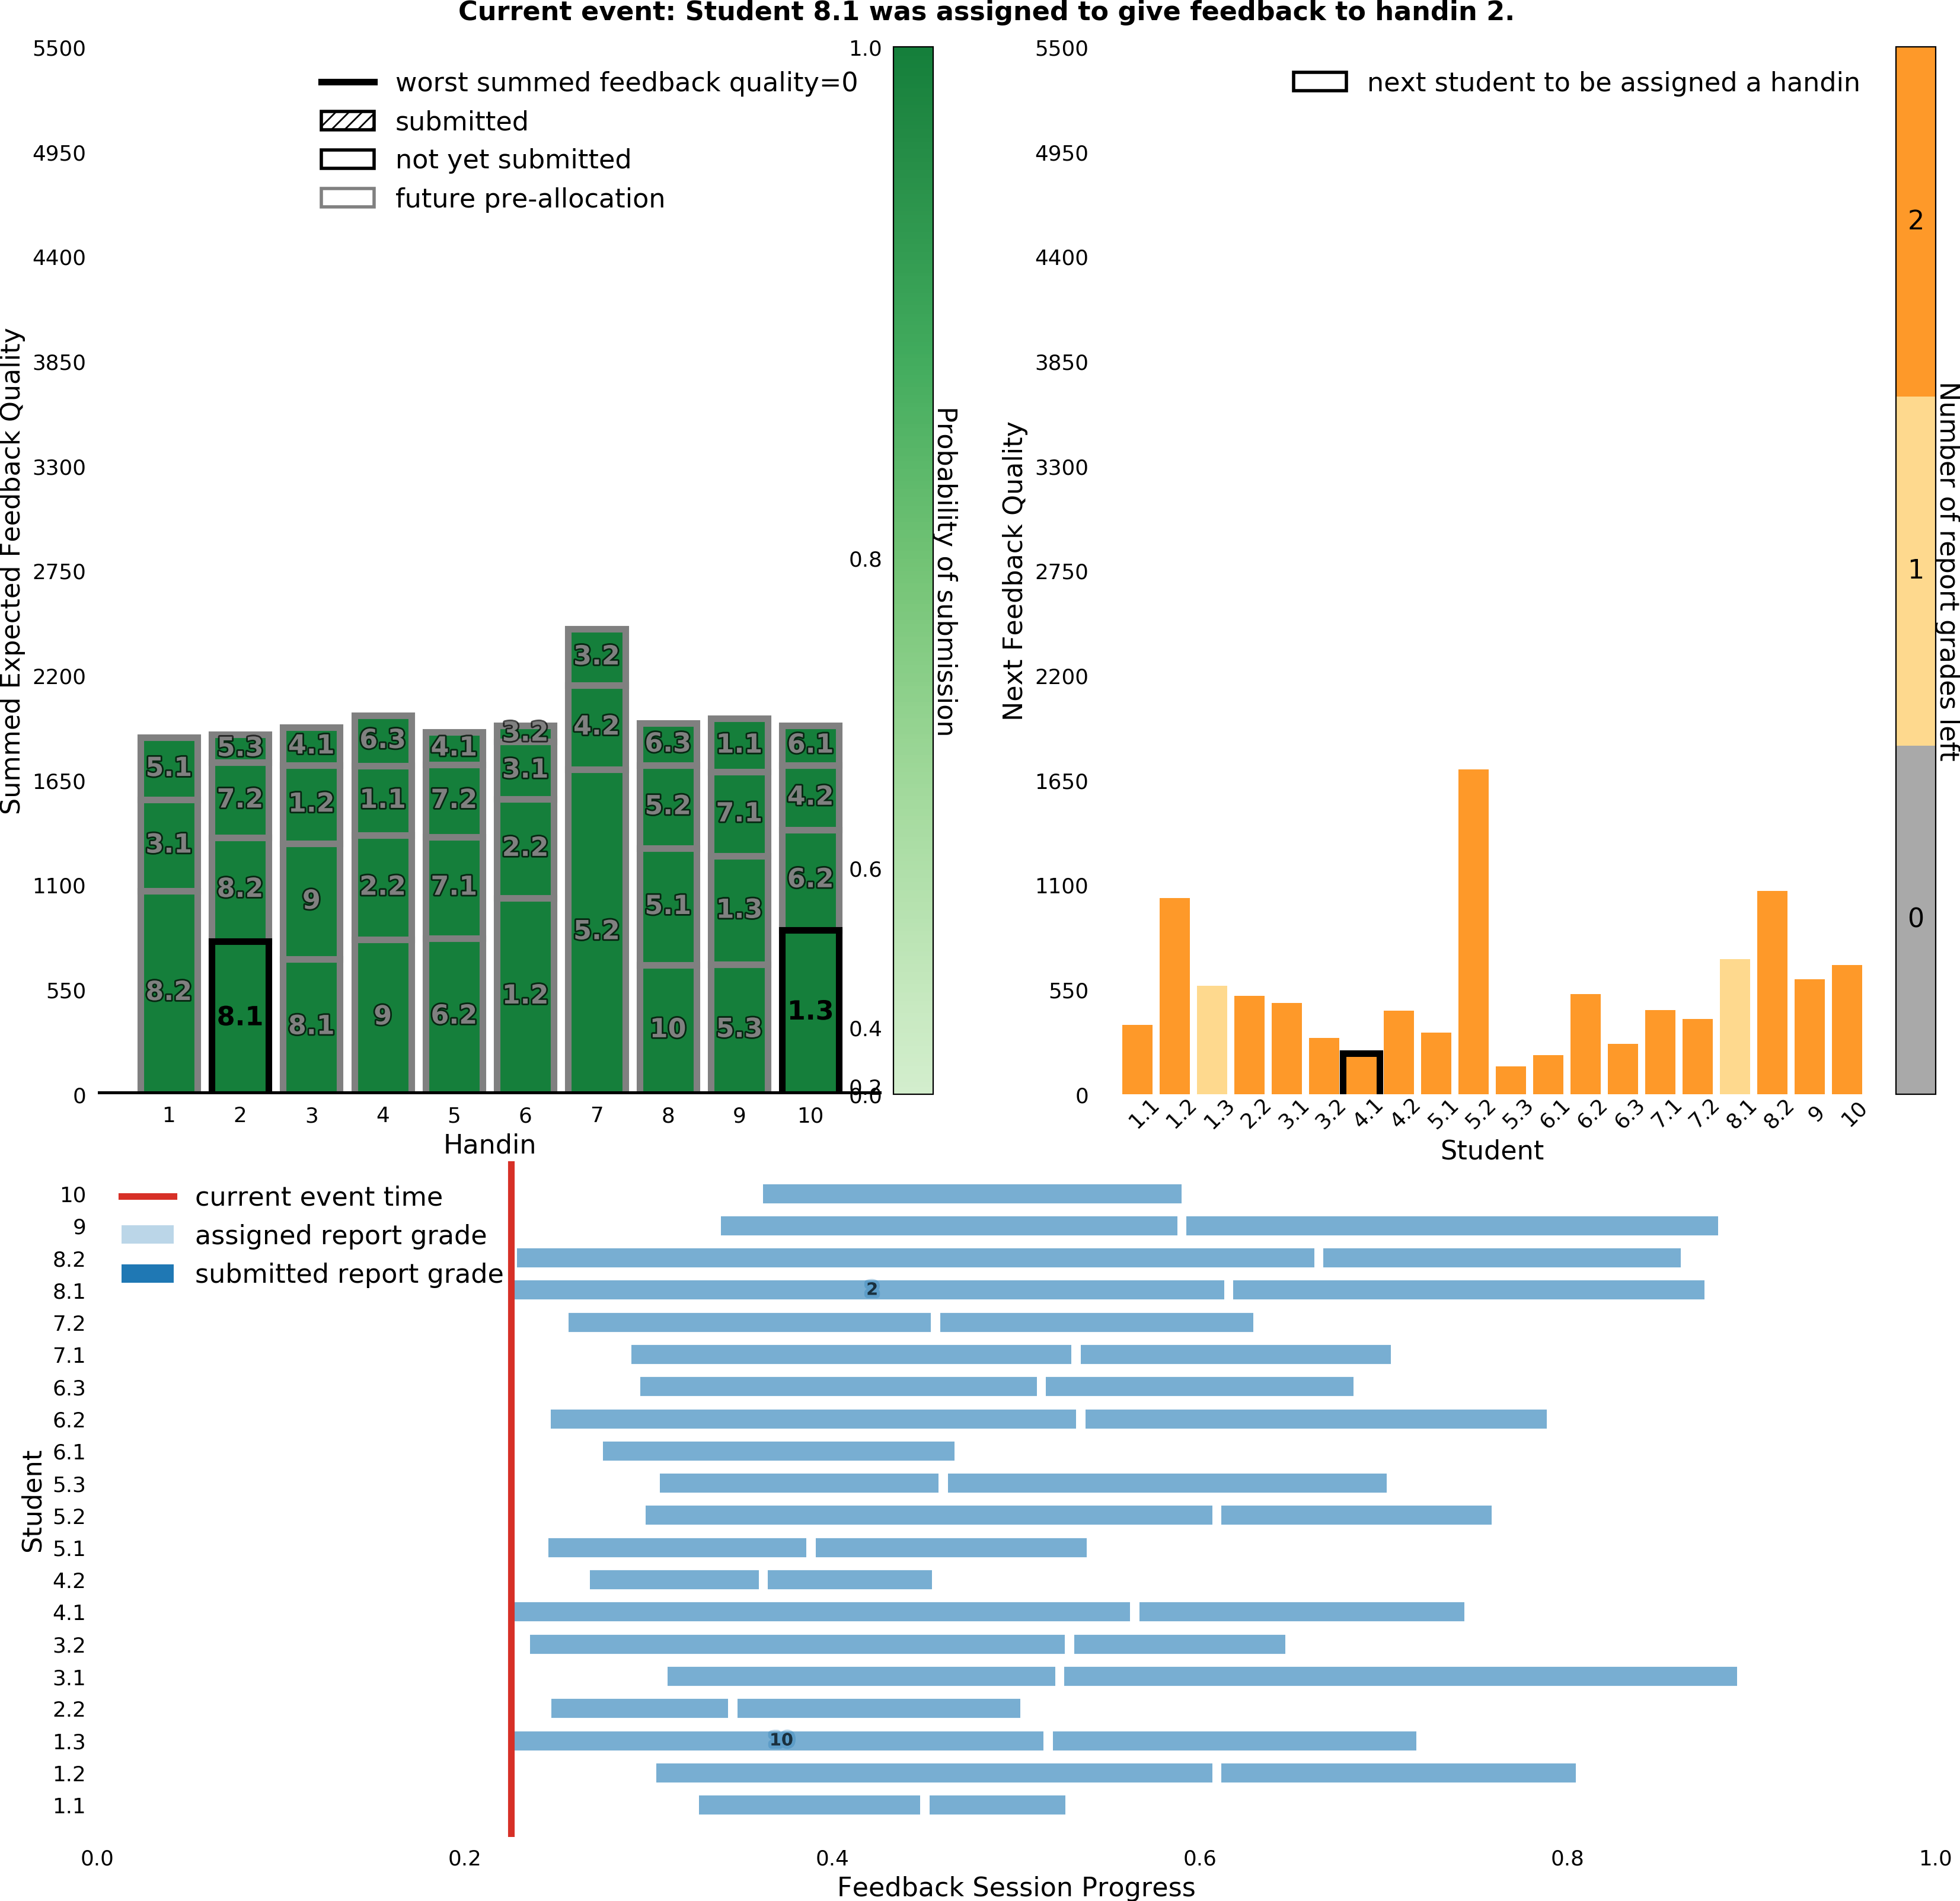 Current event: Student 8.1 was assigned to give feedback to handin 2.
Summed Expected Feedback Quality
5500
4950
4400
3850
3300
2750
2200
1650
1100
550
0
worst summed feedback quality=0
submitted
not yet submitted
future pre-allocation
8.2 3.1 5.1
8.1 8.2 7.2 5.3
8.1 9 1.2 4.1
9 2.2 1.1 6.3
6.2 7.1 7.2 4.1
1.2 2.2 3.1 3.2
5.2 4.2 3.2
10 5.1 5.2 6.3
5.3 1.3 7.1 1.1
1.3 6.2 4.2 6.1
1 2 3 4 5 6 7 8 9 10
Handin
1.0
0.8
0.6
0.4
0.2
0.0
Probability of submission
Next Feedback Quality
5500
4950
4400
3850
3300
2750
2200
1650
1100
550
0
next student to be assigned a handin
1.1 1.2 1.3 2.2 3.1 3.2 4.1 4.2 5.1 5.2 5.3 6.1 6.2 6.3 7.1 7.2 8.1 8.2 9 10
Student
2
1
0
Number of report grades left
current event time
assigned report grade
submitted report grade
Student
10
9
8.2
8.1 2
7.2
7.1
6.3
6.2
6.1
5.3
5.2
5.1
4.2
4.1
3.2
3.1
2.2
1.3 10
1.2
1.1
0.0 0.2 0.4 0.6 0.8 1.0
Feedback Session Progress